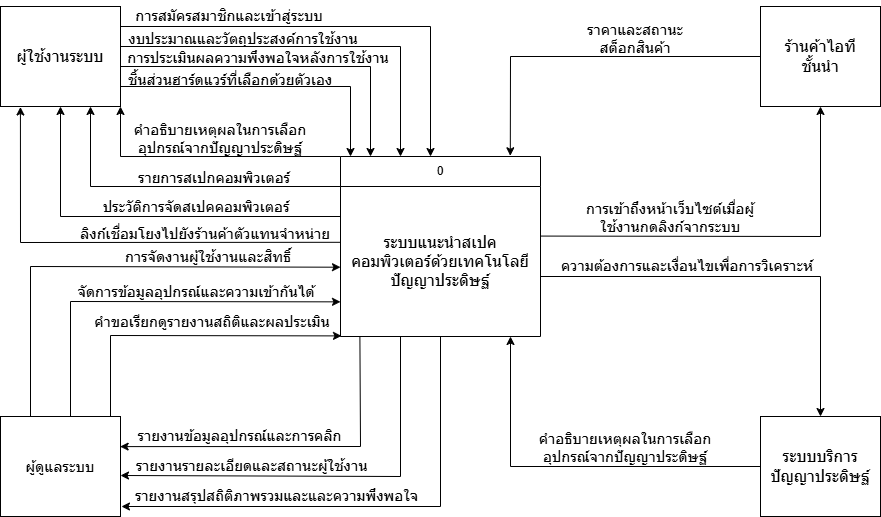 การสมัครสมาชิกและเข้าสู่ระบบ
งบประมาณและวัตถุประสงค์การใช้งาน
การประเมินผลความพึงพอใจหลังการใช้งาน
ชิ้นส่วนฮาร์ดแวร์ที่เลือกด้วยตัวเอง
ผู้ใช้งานระบบ
ราคาและสถานะ
สต็อกสินค้า
ร้านค้าไอที
ชั้นนำ
คำอธิบายเหตุผลในการเลือก
อุปกรณ์จากปัญญาประดิษฐ์
รายการสเปกคอมพิวเตอร์
ประวัติการจัดสเปคคอมพิวเตอร์
ลิงก์เชื่อมโยงไปยังร้านค้าตัวแทนจำหน่าย
0
ระบบแนะนำสเปค
คอมพิวเตอร์ด้วยเทคโนโลยี
ปัญญาประดิษฐ์
การเข้าถึงหน้าเว็บไซต์เมื่อผู้
ใช้งานกดลิงก์จากระบบ
ความต้องการและเงื่อนไขเพื่อการวิเคราะห์
การจัดงานผู้ใช้งานและสิทธิ์
จัดการข้อมูลอุปกรณ์และความเข้ากันได้
คำขอเรียกดูรายงานสถิติและผลประเมิน
ผู้ดูแลระบบ
รายงานข้อมูลอุปกรณ์และการคลิก
รายงานรายละเอียดและสถานะผู้ใช้งาน
รายงานสรุปสถิติภาพรวมและและความพึงพอใจ
คำอธิบายเหตุผลในการเลือก
อุปกรณ์จากปัญญาประดิษฐ์
ระบบบริการ
ปัญญาประดิษฐ์